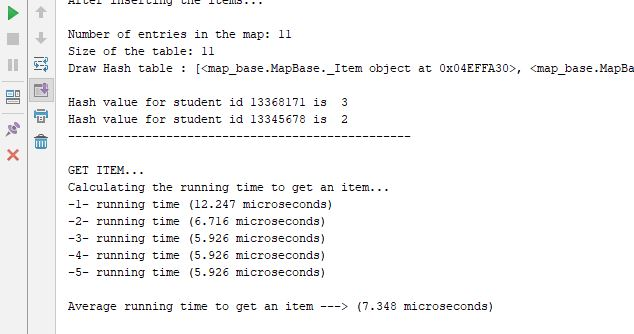 After inserting the items...
Number of entries in the map: 11
Size of the table: 11
Draw Hash table : [<map_base.MapBase._Item object at 0x04EFFA30>, <map_base.MapBa
Hash value for student id 13368171 is  3
Hash value for student id 13345678 is  2
----------------------------------------------------
GET ITEM...
Calculating the running time to get an item...
-1- running time (12.247 microseconds)
-2- running time (6.716 microseconds)
-3- running time (5.926 microseconds)
-4- running time (5.926 microseconds)
-5- running time (5.926 microseconds)
Average running time to get an item ---> (7.348 microseconds)